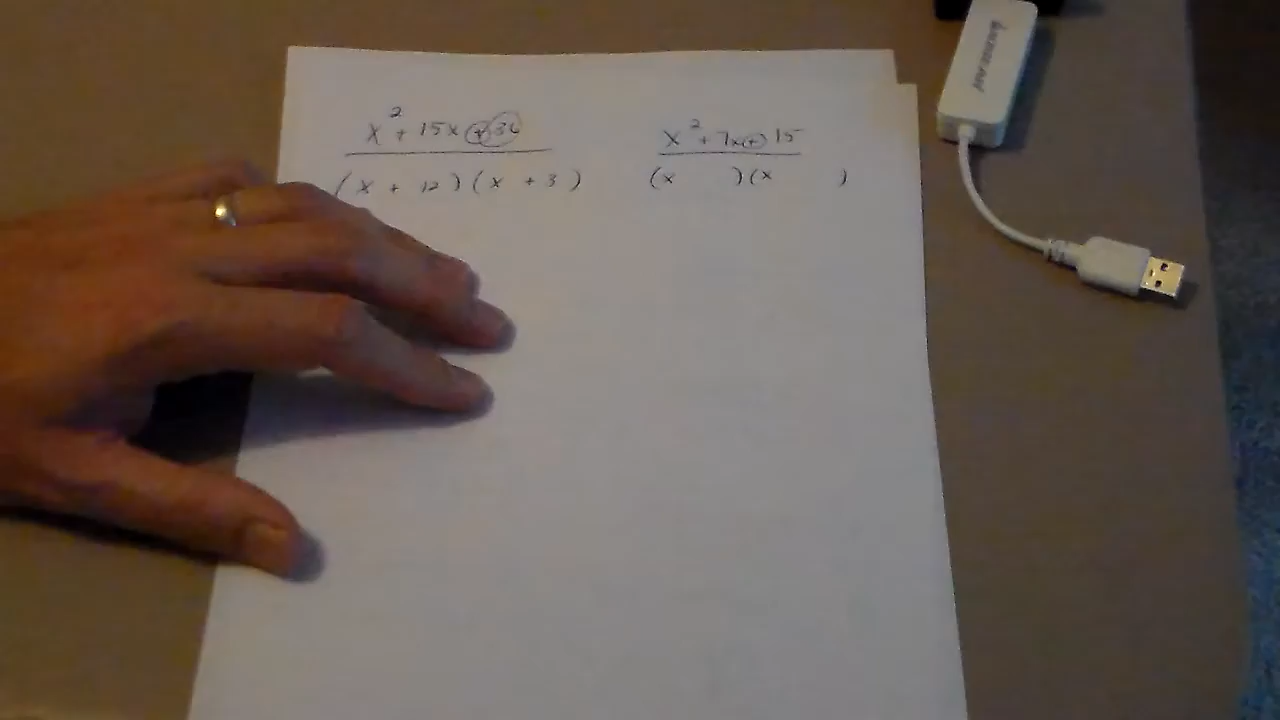 x² + 15x + 36
(x + 12)(x + 3)
x² + 7x + 15
(x )(x )